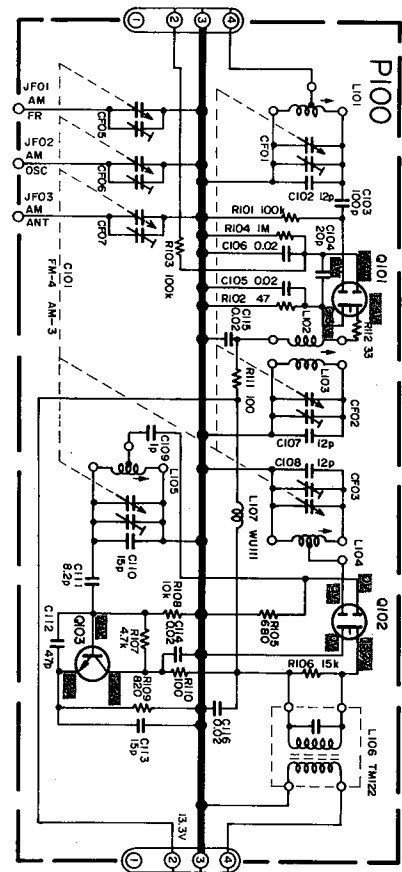 P100
1
2
3
4
JF01
AM
FR
CF05
JF02
AM
OSC
CF06
JF03
AM
ANT
CF07
C101
FM-4 AM-3
L101
CF01
C102 12p
C103
100p
R101 100k
R104 1M
C106 0.02
C104
20p
Q101
R103
100k
C105 0.02
R102 47
C115
0.02
L102
R112
33
R111
100
L103
CF02
C107 12p
C108 12p
CF03
L104
C109
1p
L105
L107 WU111
C110
15p
C111
8.2p
Q102
Q103
R108
10k
R107
4.7k
C114
0.02
R105
680
C112
47p
R109
820
R110
100
R106 15k
C113
15p
C116
0.02
L106 TM122
13.3V
1
2
3
4